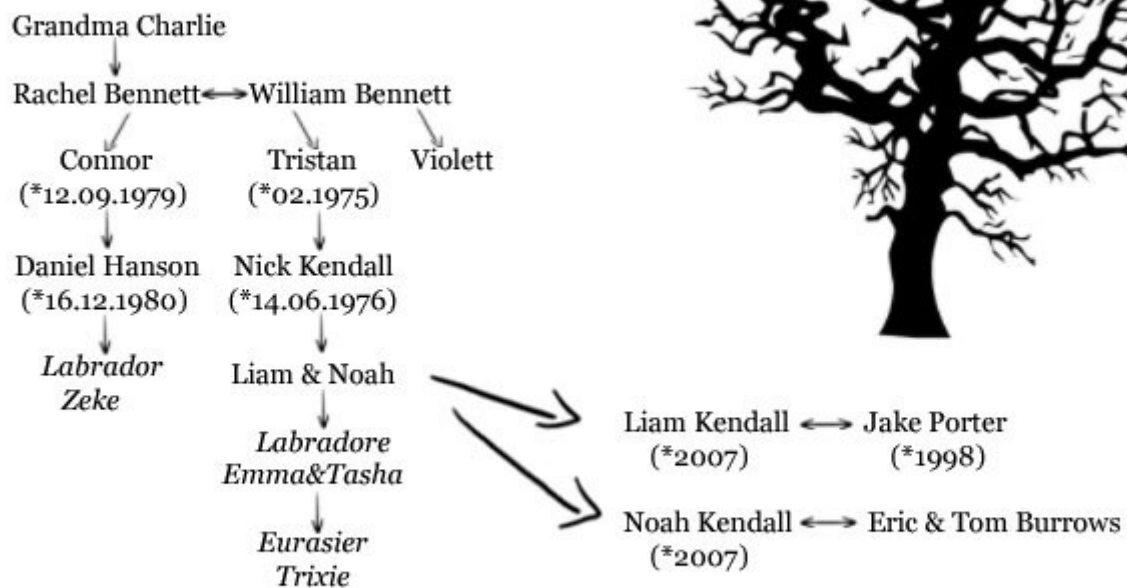 Grandma Charlie
Rachel Bennett William Bennett
Connor Tristan Violett
(*12.09.1979) (*02.1975)
Daniel Hanson Nick Kendall
(*16.12.1980) (*14.06.1976)
Labrador
Zeke
Liam & Noah
Labradore
Emma&Tasha
Eurasier
Trixie
Liam Kendall Jake Porter
(*2007) (*1998)
Noah Kendall Eric & Tom Burrows
(*2007)